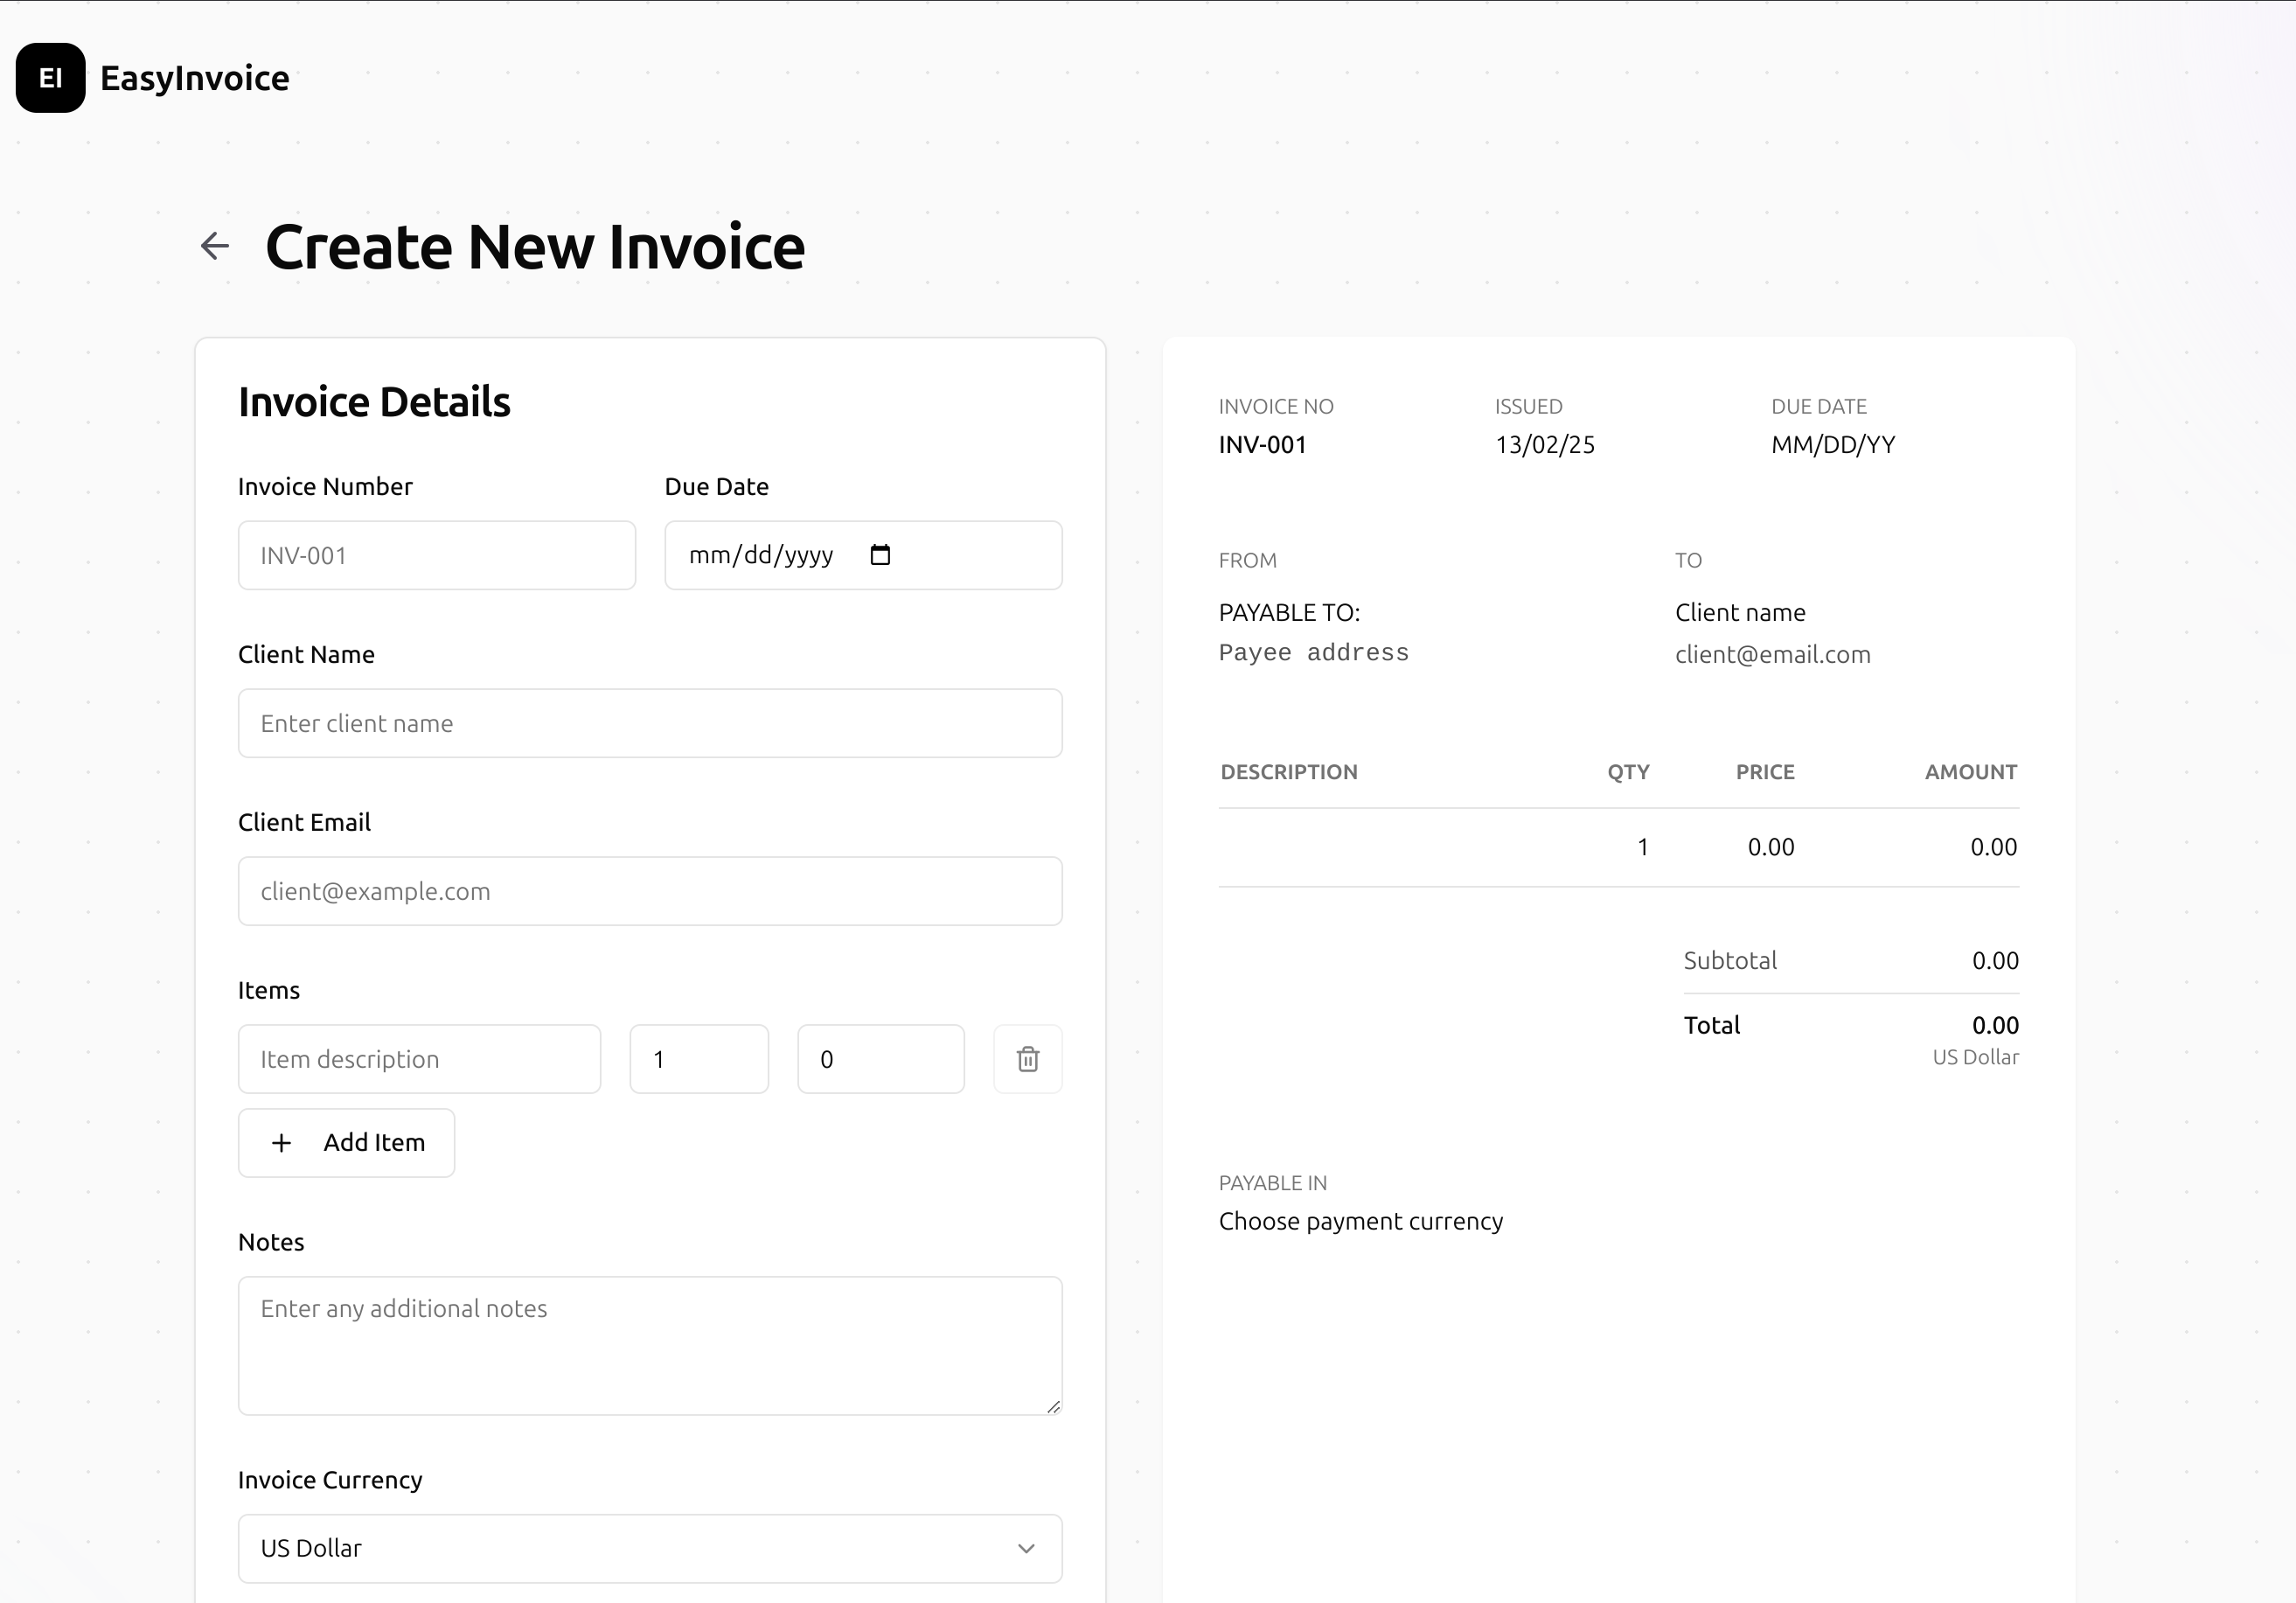 EI EasyInvoice
Create New Invoice
Invoice Details
Invoice Number
Due Date
INV-001
mm/dd/yyyy
Client Name
Enter client name
Client Email
client@example.com
Items
Item description
1
0
Add Item
Notes
Enter any additional notes
Invoice Currency
US Dollar
INVOICE NO
ISSUED
DUE DATE
INV-001
13/02/25
MM/DD/YY
FROM
PAYABLE TO:
Payee address
TO
Client name
client@email.com
DESCRIPTION QTY PRICE AMOUNT
1 0.00 0.00
Subtotal 0.00
Total 0.00
US Dollar
PAYABLE IN
Choose payment currency